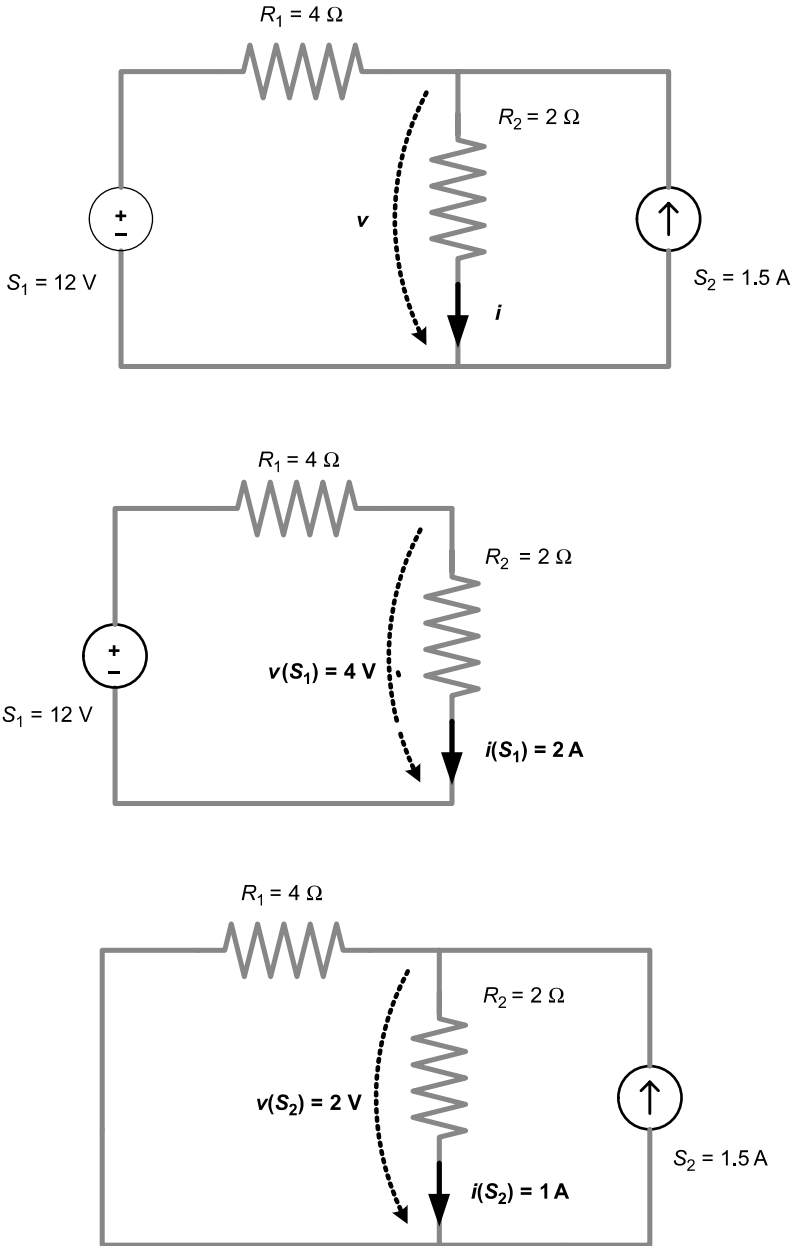 R₁ = 4 Ω
R₂ = 2 Ω
v
+
−
S₁ = 12 V
S₂ = 1.5 A
i
R₁ = 4 Ω
R₂ = 2 Ω
+
−
v(S₁) = 4 V
S₁ = 12 V
i(S₁) = 2 A
R₁ = 4 Ω
R₂ = 2 Ω
v(S₂) = 2 V
S₂ = 1.5 A
i(S₂) = 1 A